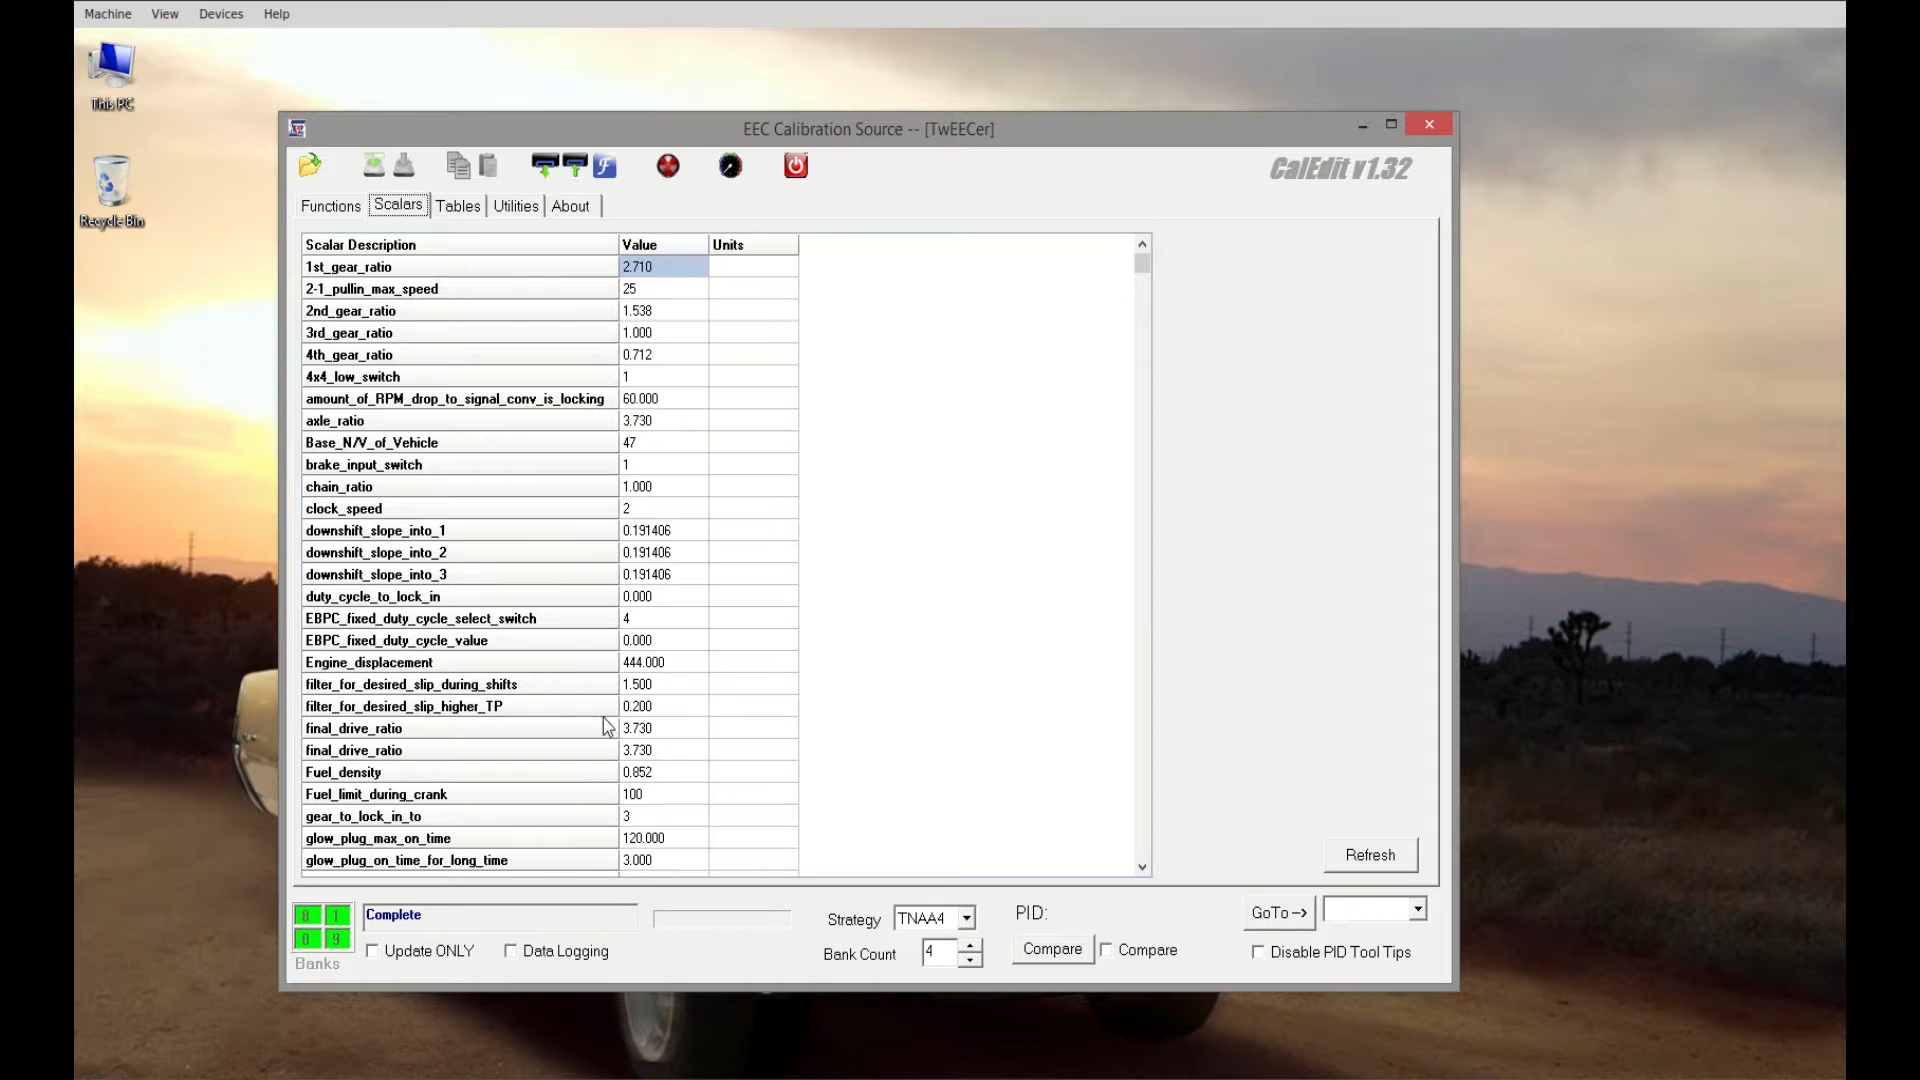 Machine View Devices Help
This PC
Recycle Bin
EEC Calibration Source -- [TwEECer]
CalEdit v1.32
Functions Scalars Tables Utilities About
Scalar Description Value Units
1st_gear_ratio 2.710
2-1_pullin_max_speed 25
2nd_gear_ratio 1.538
3rd_gear_ratio 1.000
4th_gear_ratio 0.712
4x4_low_switch 1
amount_of_RPM_drop_to_signal_conv_is_locking 60.000
axle_ratio 3.730
Base_N/V_of_Vehicle 47
brake_input_switch 1
chain_ratio 1.000
clock_speed 2
downshift_slope_into_1 0.191406
downshift_slope_into_2 0.191406
downshift_slope_into_3 0.191406
duty_cycle_to_lock_in 0.000
EBPC_fixed_duty_cycle_select_switch 4
EBPC_fixed_duty_cycle_value 0.000
Engine_displacement 444.000
filter_for_desired_slip_during_shifts 1.500
filter_for_desired_slip_higher_TP 0.200
final_drive_ratio 3.730
final_drive_ratio 3.730
Fuel_density 0.852
Fuel_limit_during_crank 100
gear_to_lock_in_to 3
glow_plug_max_on_time 120.000
glow_plug_on_time_for_long_time 3.000
Refresh
8 1
0 9
Banks
Complete
Update ONLY Data Logging
Strategy TNAA4
Bank Count 4
PID:
Compare Compare
GoTo ->
Disable PID Tool Tips